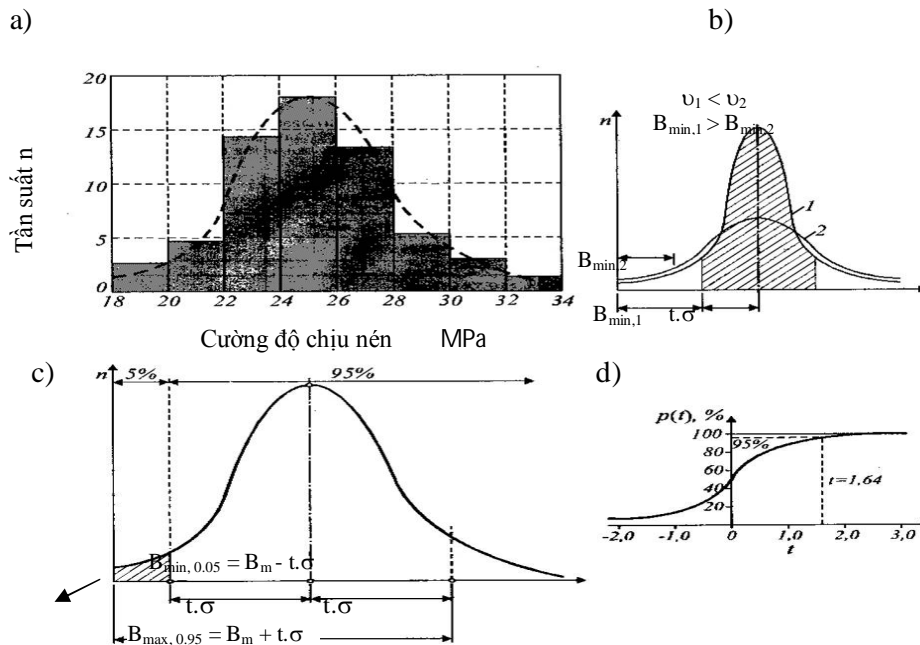 a)
b)
20
15
10
5
0
Tần suất n
18 20 22 24 26 28 30 32 34
Cường độ chịu nén MPa
n
υ₁ < υ₂
Bmin,1 > Bmin,2
1
2
Bmin,2
Bmin,1 t.σ
c)
n 5% 95%
Bmin, 0.05 = Bm - t.σ
t.σ t.σ
Bmax, 0.95 = Bm + t.σ
d)
p(t), %
100
95%
80
60
40
20
t=1,64
-2,0 -1,0 0 1,0 2,0 3,0
t